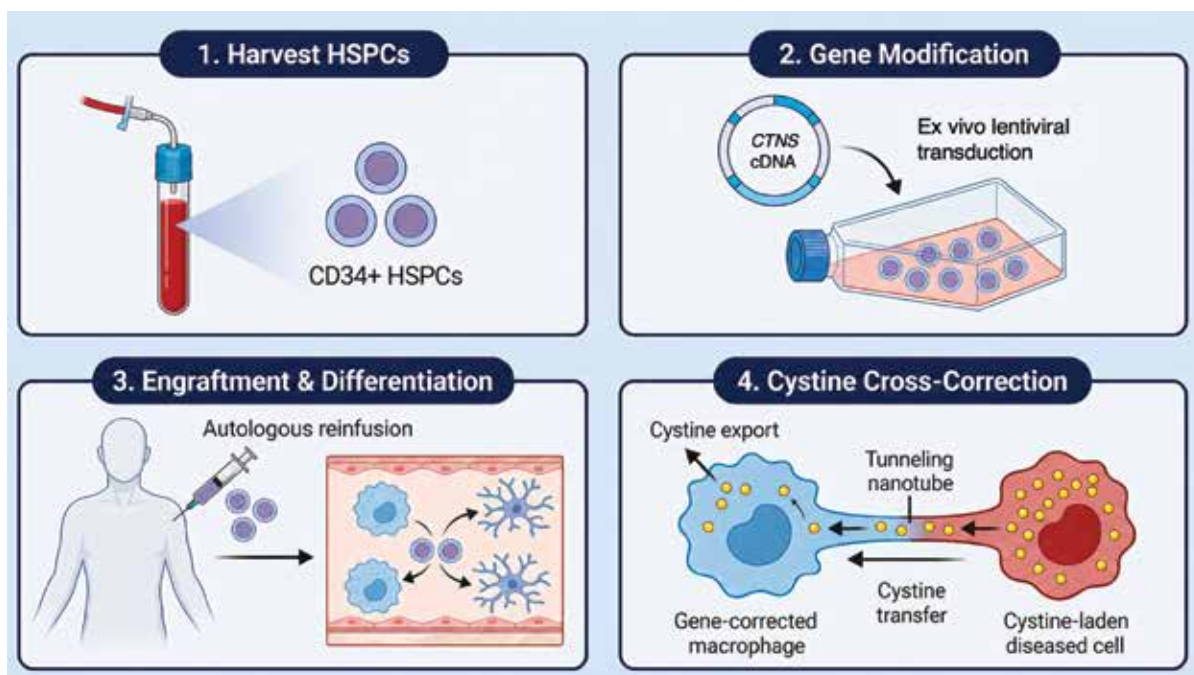 1. Harvest HSPCs
CD34+ HSPCs
2. Gene Modification
CTNS
cDNA
Ex vivo lentiviral
transduction
3. Engraftment & Differentiation
Autologous reinfusion
4. Cystine Cross-Correction
Cystine export
Tunneling
nanotube
Cystine
transfer
Gene-corrected
macrophage
Cystine-laden
diseased cell